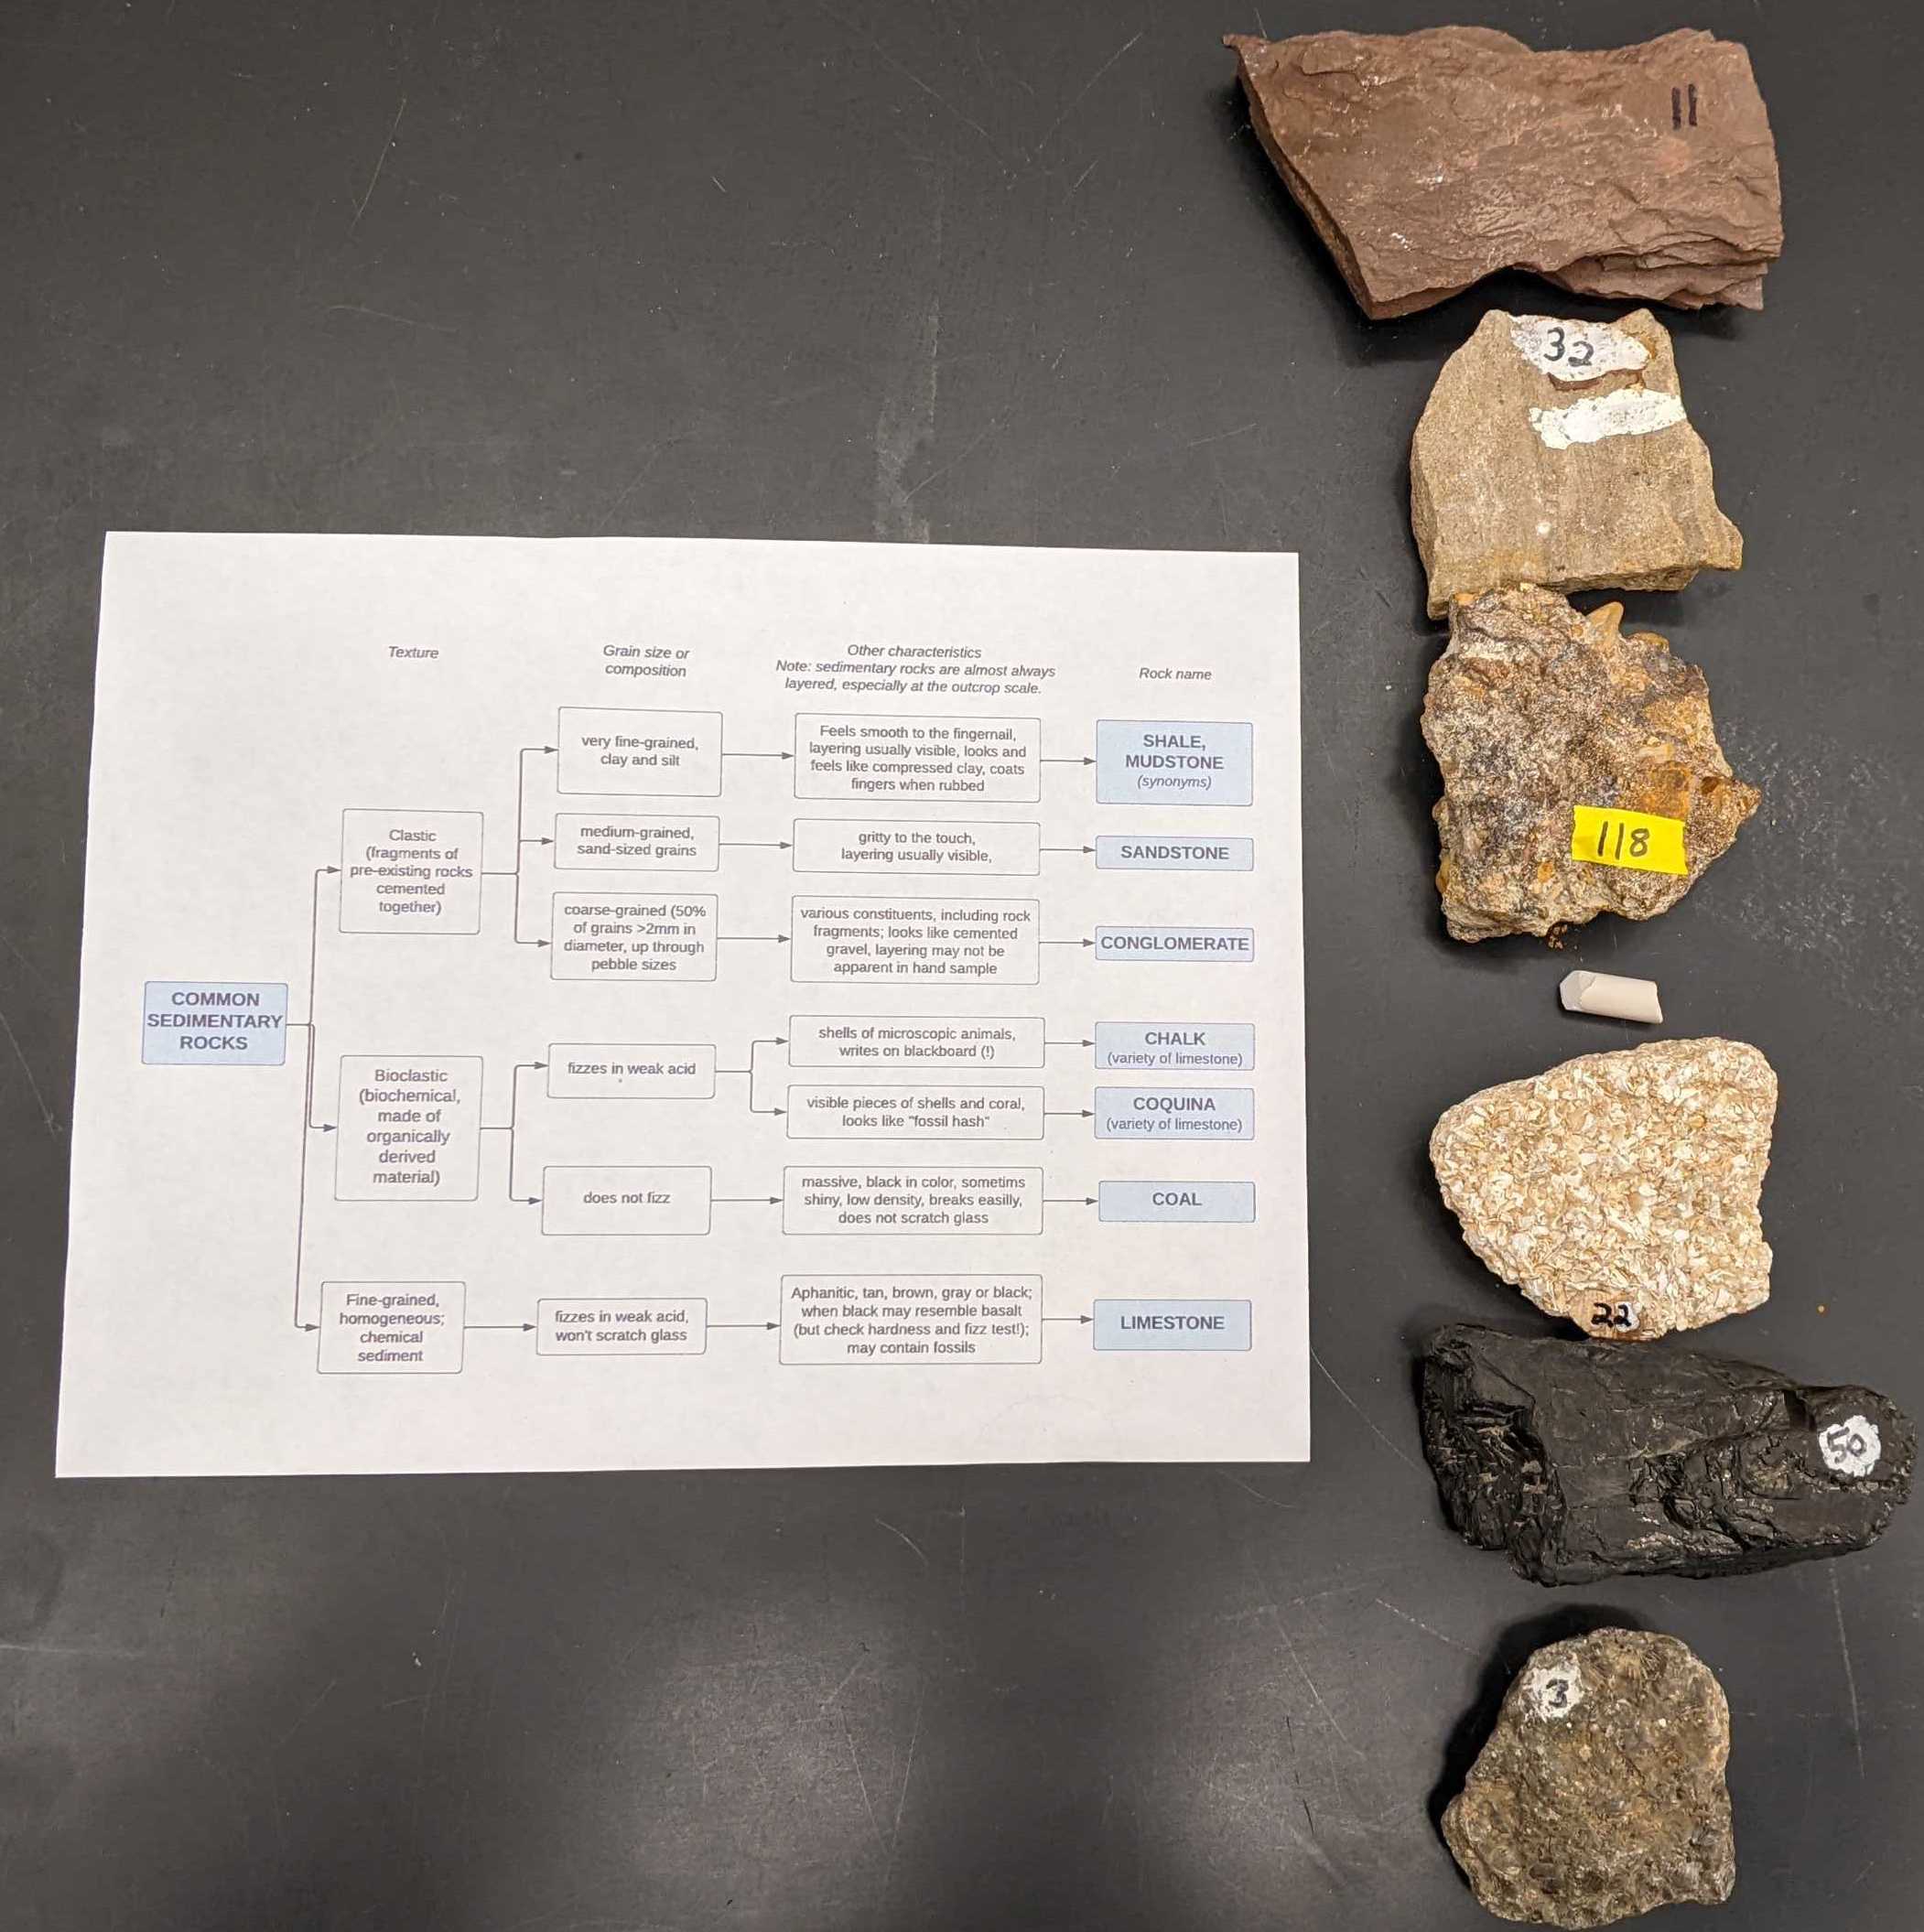 11
32
118
22
50
3
Texture
Grain size or
composition
Other characteristics
Note: sedimentary rocks are almost always
layered, especially at the outcrop scale.
Rock name
very fine-grained,
clay and silt
Feels smooth to the fingernail,
layering usually visible, looks and
feels like compressed clay, coats
fingers when rubbed
SHALE,
MUDSTONE
(synonyms)
Clastic
(fragments of
pre-existing rocks
cemented
together)
medium-grained,
sand-sized grains
gritty to the touch,
layering usually visible,
SANDSTONE
coarse-grained (50%
of grains >2mm in
diameter, up through
pebble sizes
various constituents, including rock
fragments; looks like cemented
gravel, layering may not be
apparent in hand sample
CONGLOMERATE
COMMON
SEDIMENTARY
ROCKS
Bioclastic
(biochemical,
made of
organically
derived
material)
fizzes in weak acid
shells of microscopic animals,
writes on blackboard (!)
CHALK
(variety of limestone)
visible pieces of shells and coral,
looks like "fossil hash"
COQUINA
(variety of limestone)
does not fizz
massive, black in color, sometims
shiny, low density, breaks easilly,
does not scratch glass
COAL
Fine-grained,
homogeneous;
chemical
sediment
fizzes in weak acid,
won't scratch glass
Aphanitic, tan, brown, gray or black;
when black may resemble basalt
(but check hardness and fizz test!);
may contain fossils
LIMESTONE